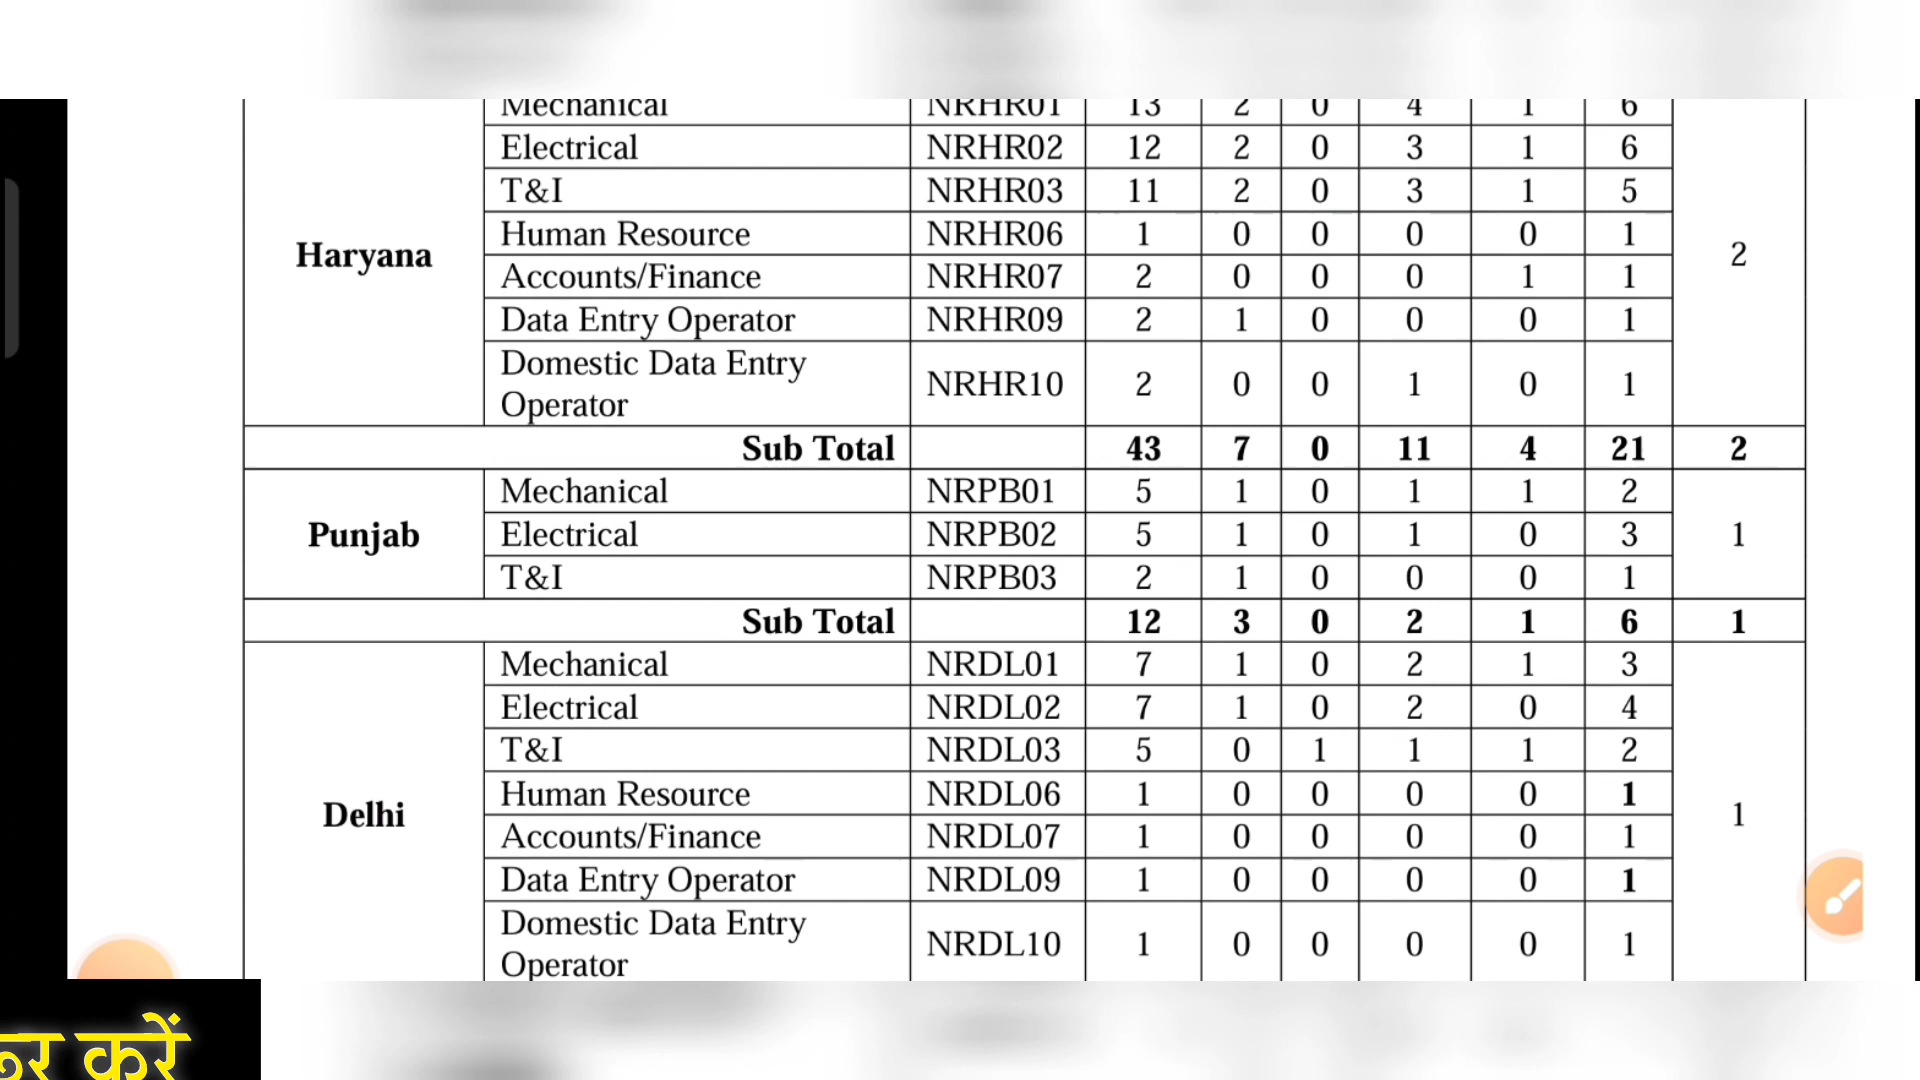 Mechanical NRHR01 13 2 0 4 1 6
Electrical NRHR02 12 2 0 3 1 6
T&I NRHR03 11 2 0 3 1 5
Human Resource NRHR06 1 0 0 0 0 1
Haryana 2
Accounts/Finance NRHR07 2 0 0 0 1 1
Data Entry Operator NRHR09 2 1 0 0 0 1
Domestic Data Entry
Operator NRHR10 2 0 0 1 0 1
Sub Total 43 7 0 11 4 21 2
Mechanical NRPB01 5 1 0 1 1 2
Punjab Electrical NRPB02 5 1 0 1 0 3 1
T&I NRPB03 2 1 0 0 0 1
Sub Total 12 3 0 2 1 6 1
Mechanical NRDL01 7 1 0 2 1 3
Electrical NRDL02 7 1 0 2 0 4
T&I NRDL03 5 0 1 1 1 2
Human Resource NRDL06 1 0 0 0 0 1
Delhi 1
Accounts/Finance NRDL07 1 0 0 0 0 1
Data Entry Operator NRDL09 1 0 0 0 0 1
Domestic Data Entry
Operator NRDL10 1 0 0 0 0 1
करें